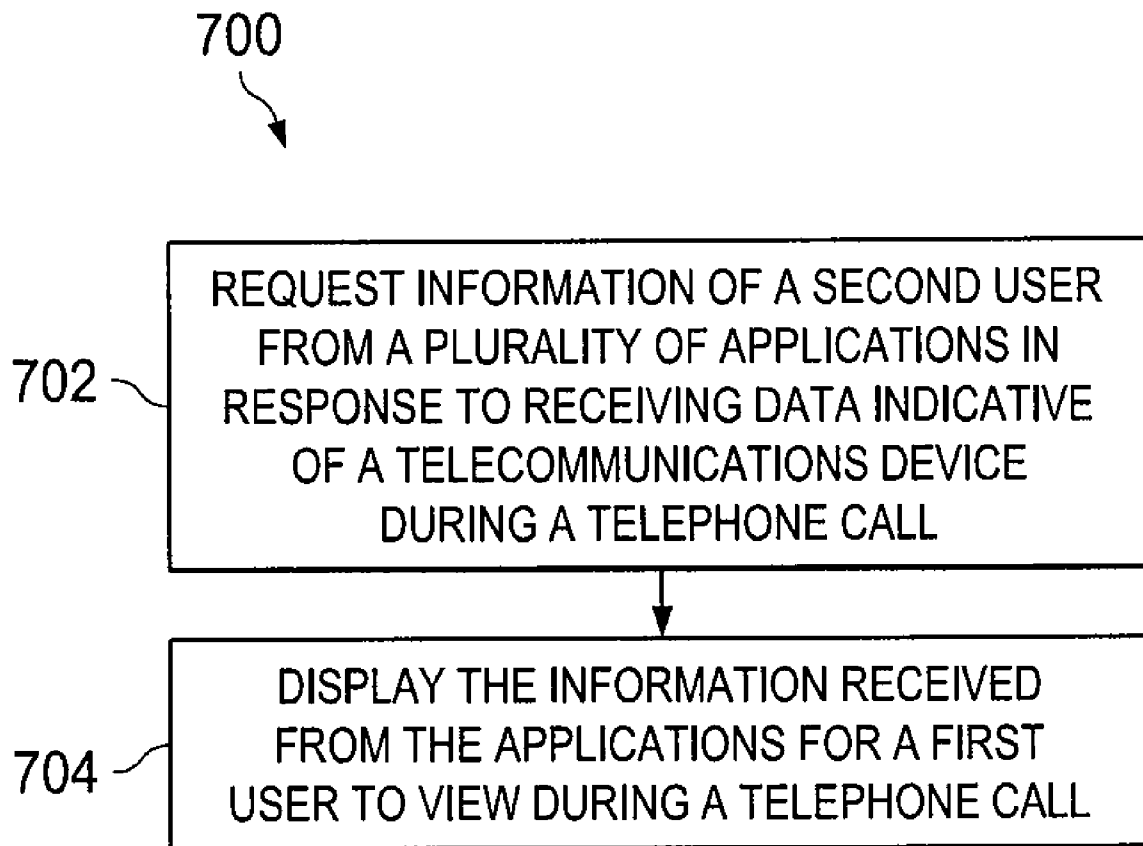 700
REQUEST INFORMATION OF A SECOND USER
FROM A PLURALITY OF APPLICATIONS IN
702
RESPONSE TO RECEIVING DATA INDICATIVE
OF A TELECOMMUNICATIONS DEVICE
DURING A TELEPHONE CALL
DISPLAY THE INFORMATION RECEIVED
FROM THE APPLICATIONS FOR A FIRST
704
USER TO VIEW DURING A TELEPHONE CALL